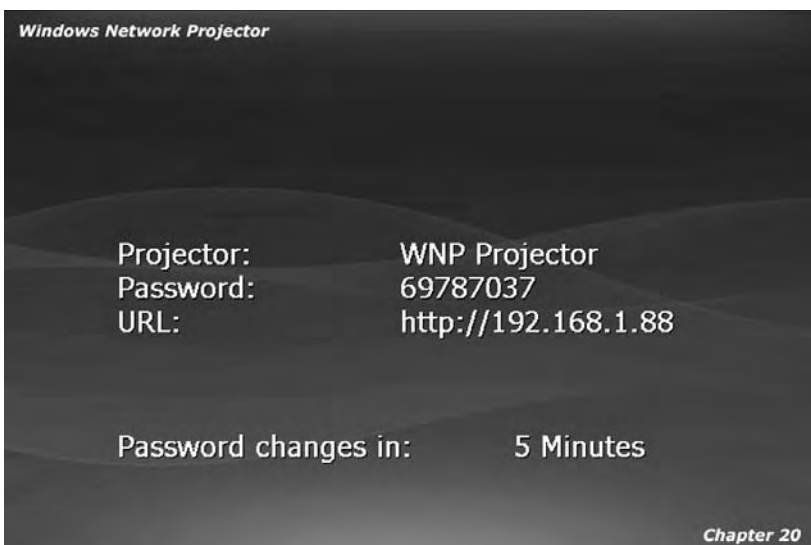 Windows Network Projector
Projector: WNP Projector
Password: 69787037
URL: http://192.168.1.88
Password changes in: 5 Minutes
Chapter 20